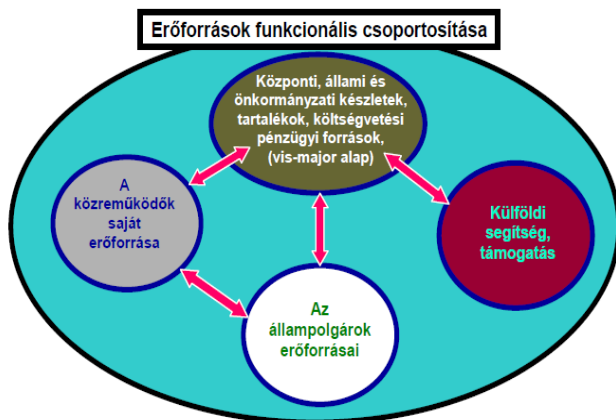 Erőforrások funkcionális csoportosítása
Központi, állami és
önkormányzati készletek,
tartalékok, költségvetési
pénzügyi források,
(vis-major alap)
A
közreműködők
saját
erőforrása
Külföldi
segítség,
támogatás
Az
állampolgárok
erőforrásai